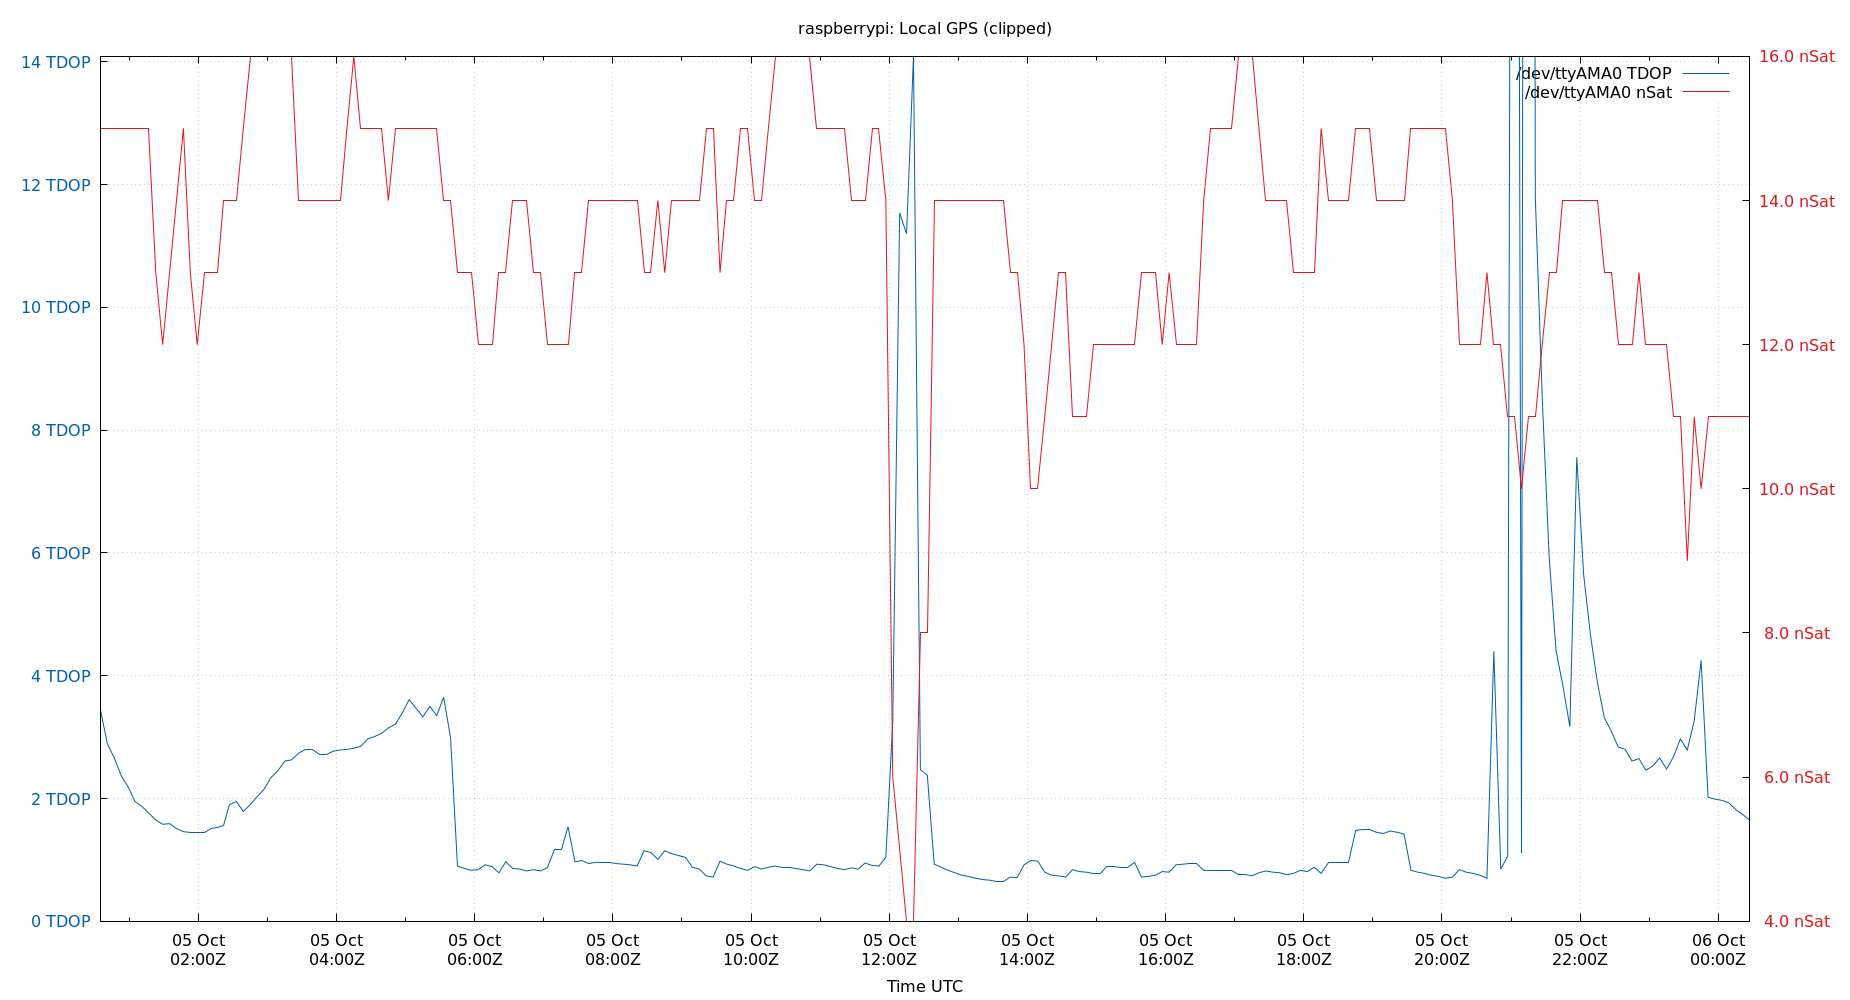 raspberrypi: Local GPS (clipped)
14 TDOP
12 TDOP
10 TDOP
8 TDOP
6 TDOP
4 TDOP
2 TDOP
0 TDOP
16.0 nSat
14.0 nSat
12.0 nSat
10.0 nSat
8.0 nSat
6.0 nSat
4.0 nSat
/dev/ttyAMA0 TDOP
/dev/ttyAMA0 nSat
05 Oct 05 Oct 05 Oct 05 Oct 05 Oct 05 Oct 05 Oct 05 Oct 05 Oct 05 Oct 05 Oct 06 Oct
02:00Z 04:00Z 06:00Z 08:00Z 10:00Z 12:00Z 14:00Z 16:00Z 18:00Z 20:00Z 22:00Z 00:00Z
Time UTC